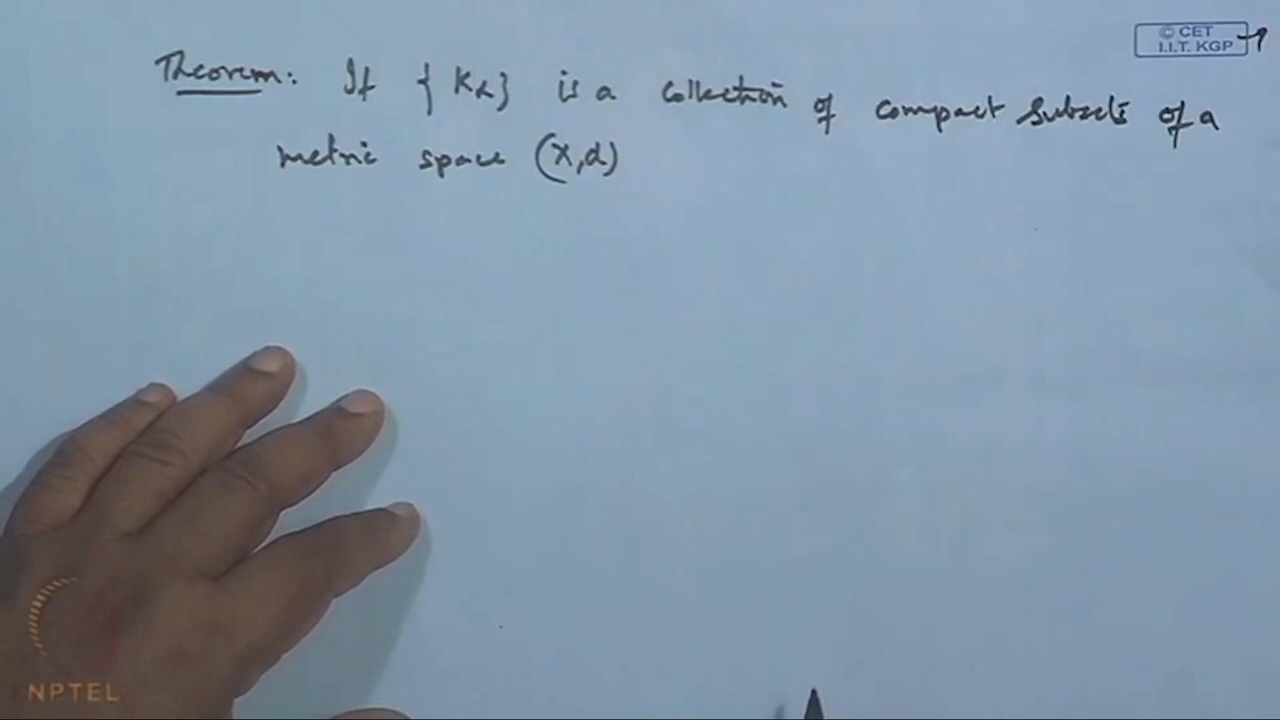 © CET
I.I.T. KGP
Theorem: If {Kα} is a collection of compact subsets of a
metric space (X,d)
NPTEL